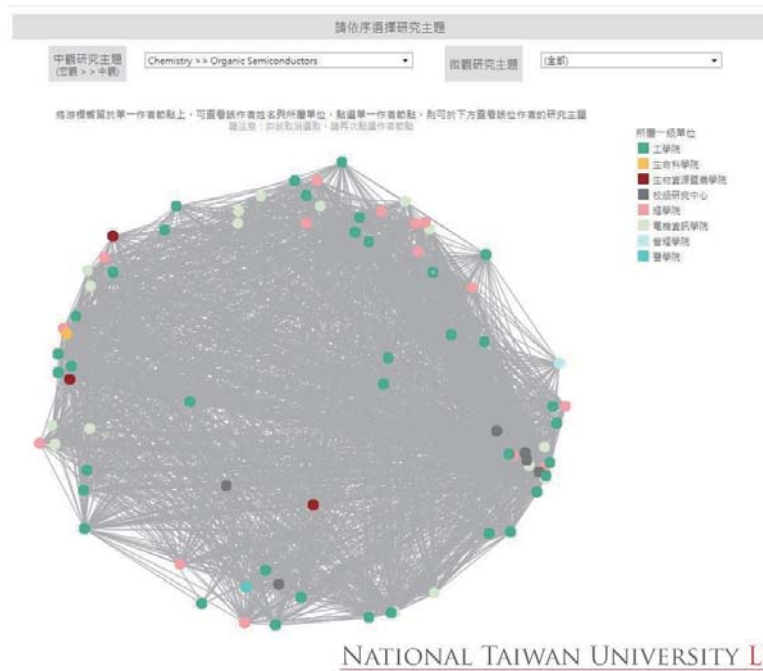 請依序選擇研究主題
中觀研究主題
(宏觀 >> 中觀)
Chemistry >> Organic Semiconductors
微觀研究主題
(全部)
將游標暫留於單一作者節點上，可查看該作者姓名與所屬單位，點選單一作者節點，則可於下方查看該位作者的研究主題
請注意：如欲取消選取，請再次點選作者節點
所屬一級單位
工學院
生命科學院
生物資源暨農學院
校級研究中心
理學院
電機資訊學院
管理學院
醫學院
NATIONAL TAIWAN UNIVERSITY L